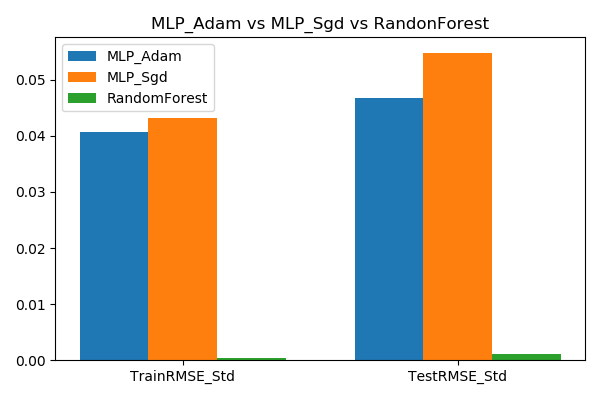 MLP_Adam vs MLP_Sgd vs RandonForest
MLP_Adam
MLP_Sgd
RandomForest
0.05
0.04
0.03
0.02
0.01
0.00
TrainRMSE_Std
TestRMSE_Std